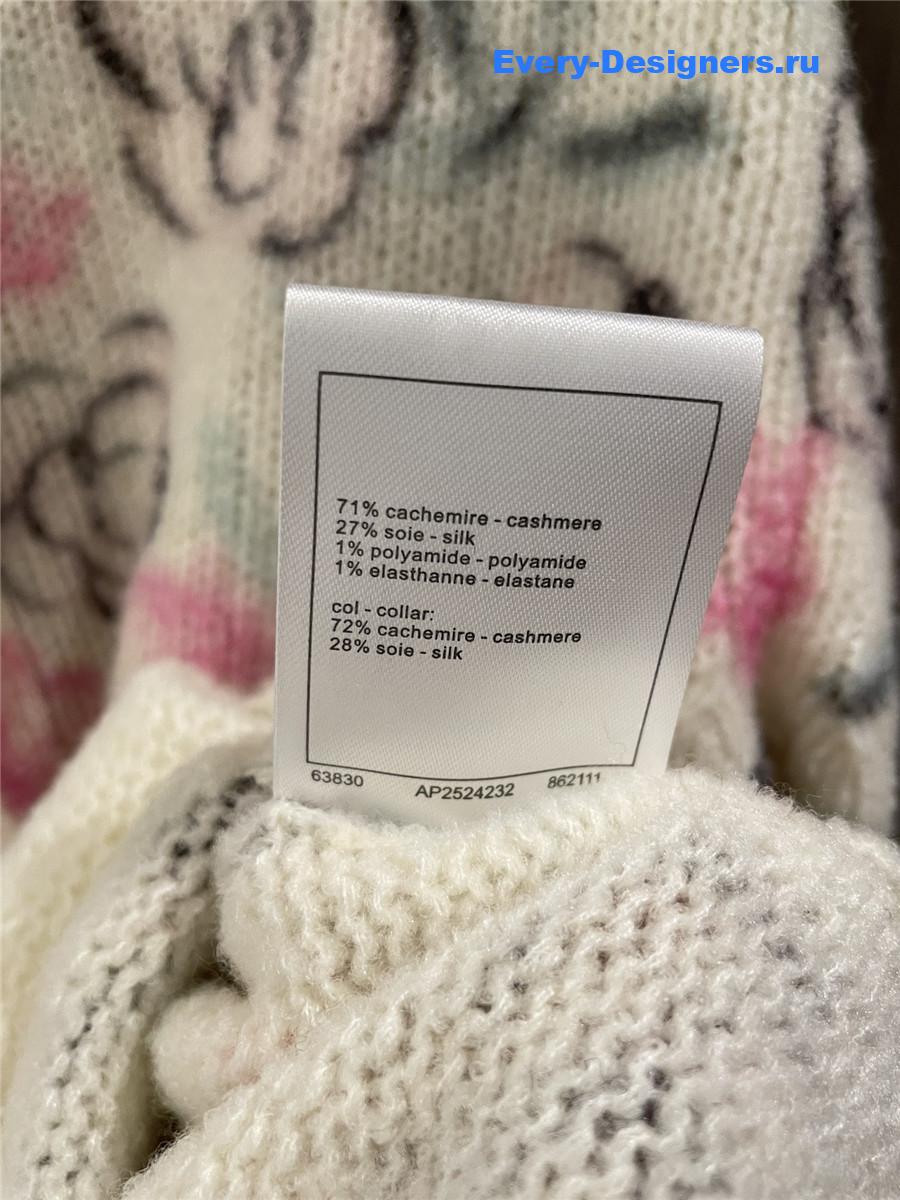 Every-Designers.ru
71% cachemire - cashmere
27% soie - silk
1% polyamide - polyamide
1% elasthanne - elastane
col - collar:
72% cachemire - cashmere
28% soie - silk
63830 AP2524232 862111